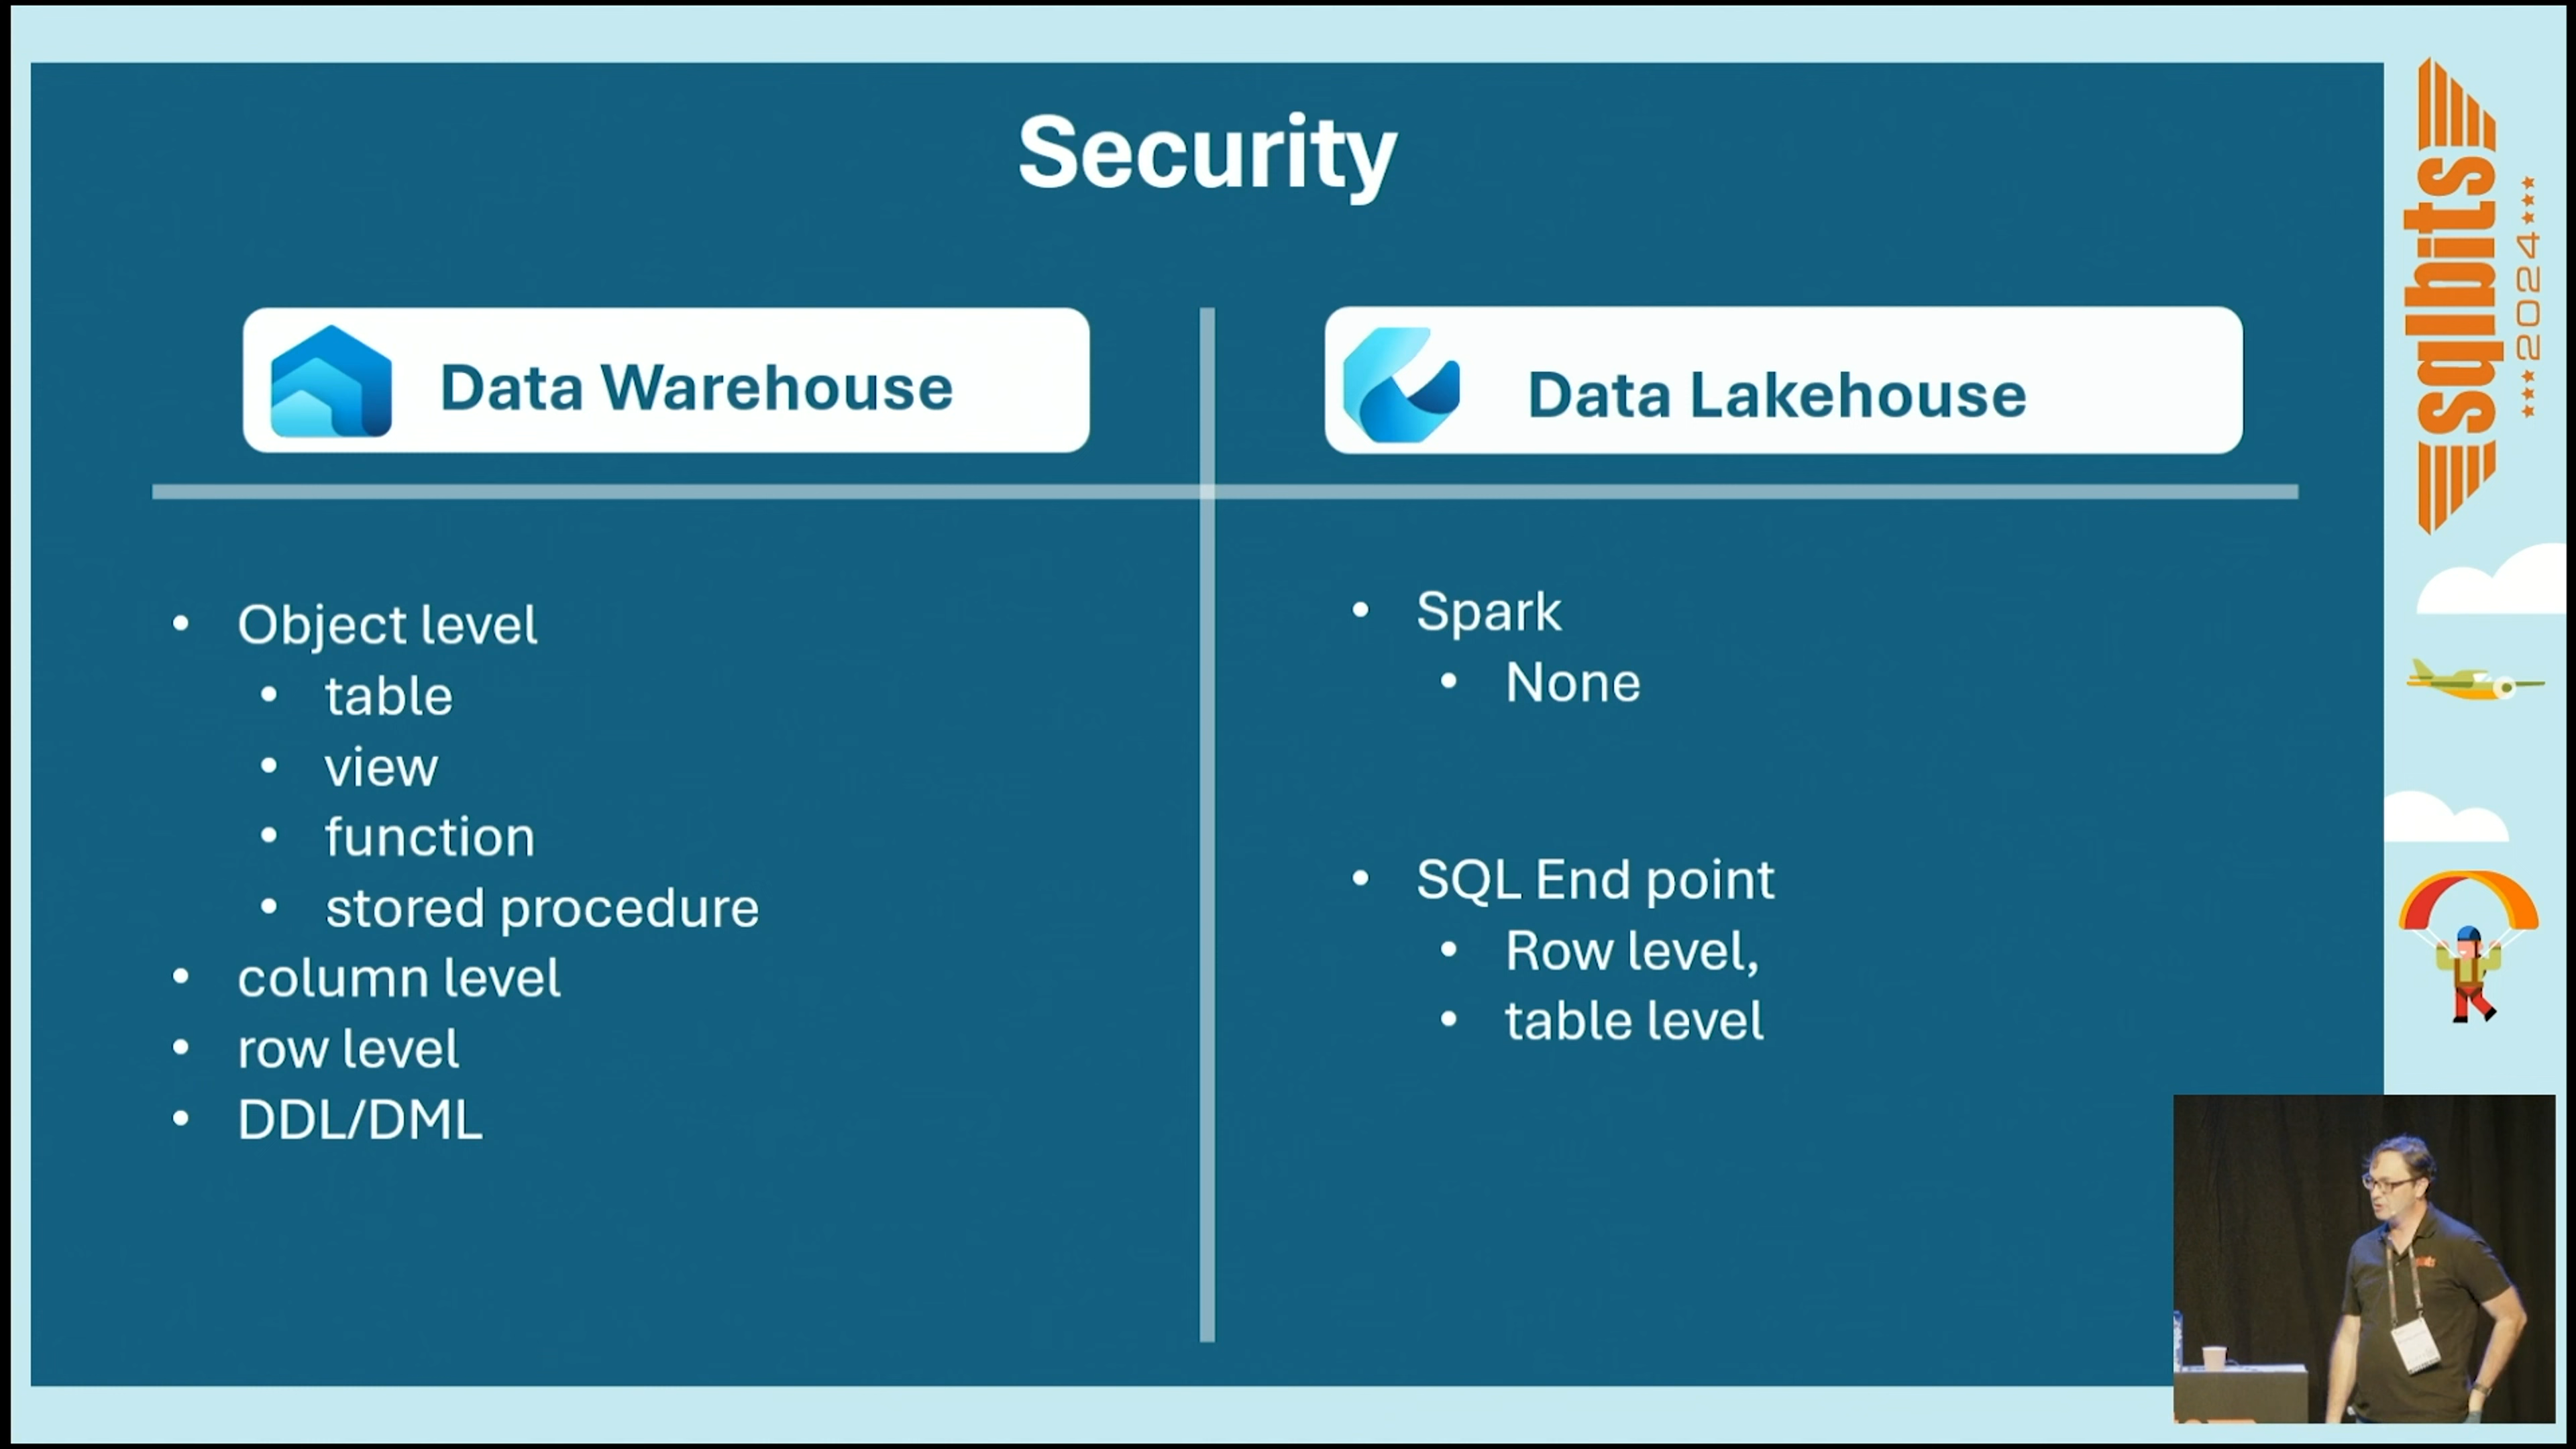 Security
Data Warehouse
Data Lakehouse
• Object level
• table
• view
• function
• stored procedure
• column level
• row level
• DDL/DML
• Spark
• None
• SQL End point
• Row level,
• table level
sqlbits
2024